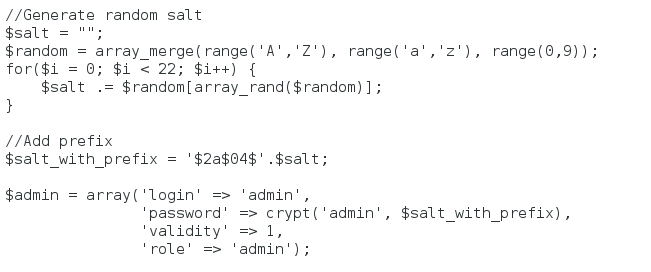 //Generate random salt
$salt = "";
$random = array_merge(range('A','Z'), range('a','z'), range(0,9));
for($i = 0; $i < 22; $i++) {
    $salt .= $random[array_rand($random)];
}

//Add prefix
$salt_with_prefix = '$2a$04$'.$salt;

$admin = array('login' => 'admin',
               'password' => crypt('admin', $salt_with_prefix),
               'validity' => 1,
               'role' => 'admin');